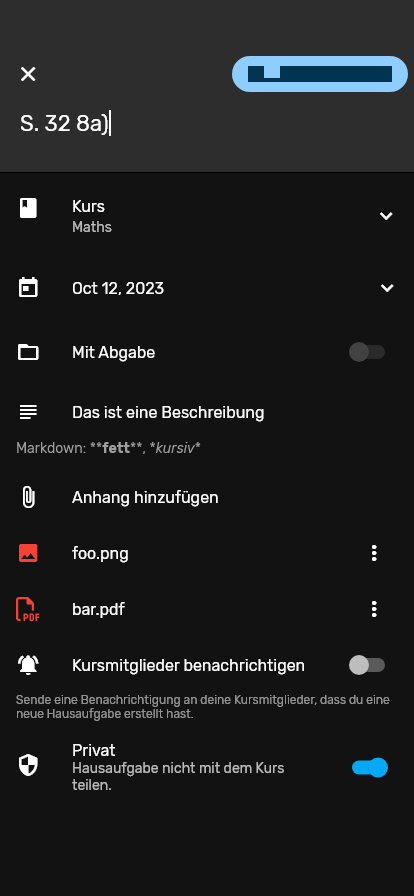 S. 32 8a)
Kurs
Maths
Oct 12, 2023
Mit Abgabe
Das ist eine Beschreibung
Markdown: **fett**, *kursiv*
Anhang hinzufügen
foo.png
bar.pdf
PDF
Kursmitglieder benachrichtigen
Sende eine Benachrichtigung an deine Kursmitglieder, dass du eine
neue Hausaufgabe erstellt hast.
Privat
Hausaufgabe nicht mit dem Kurs
teilen.